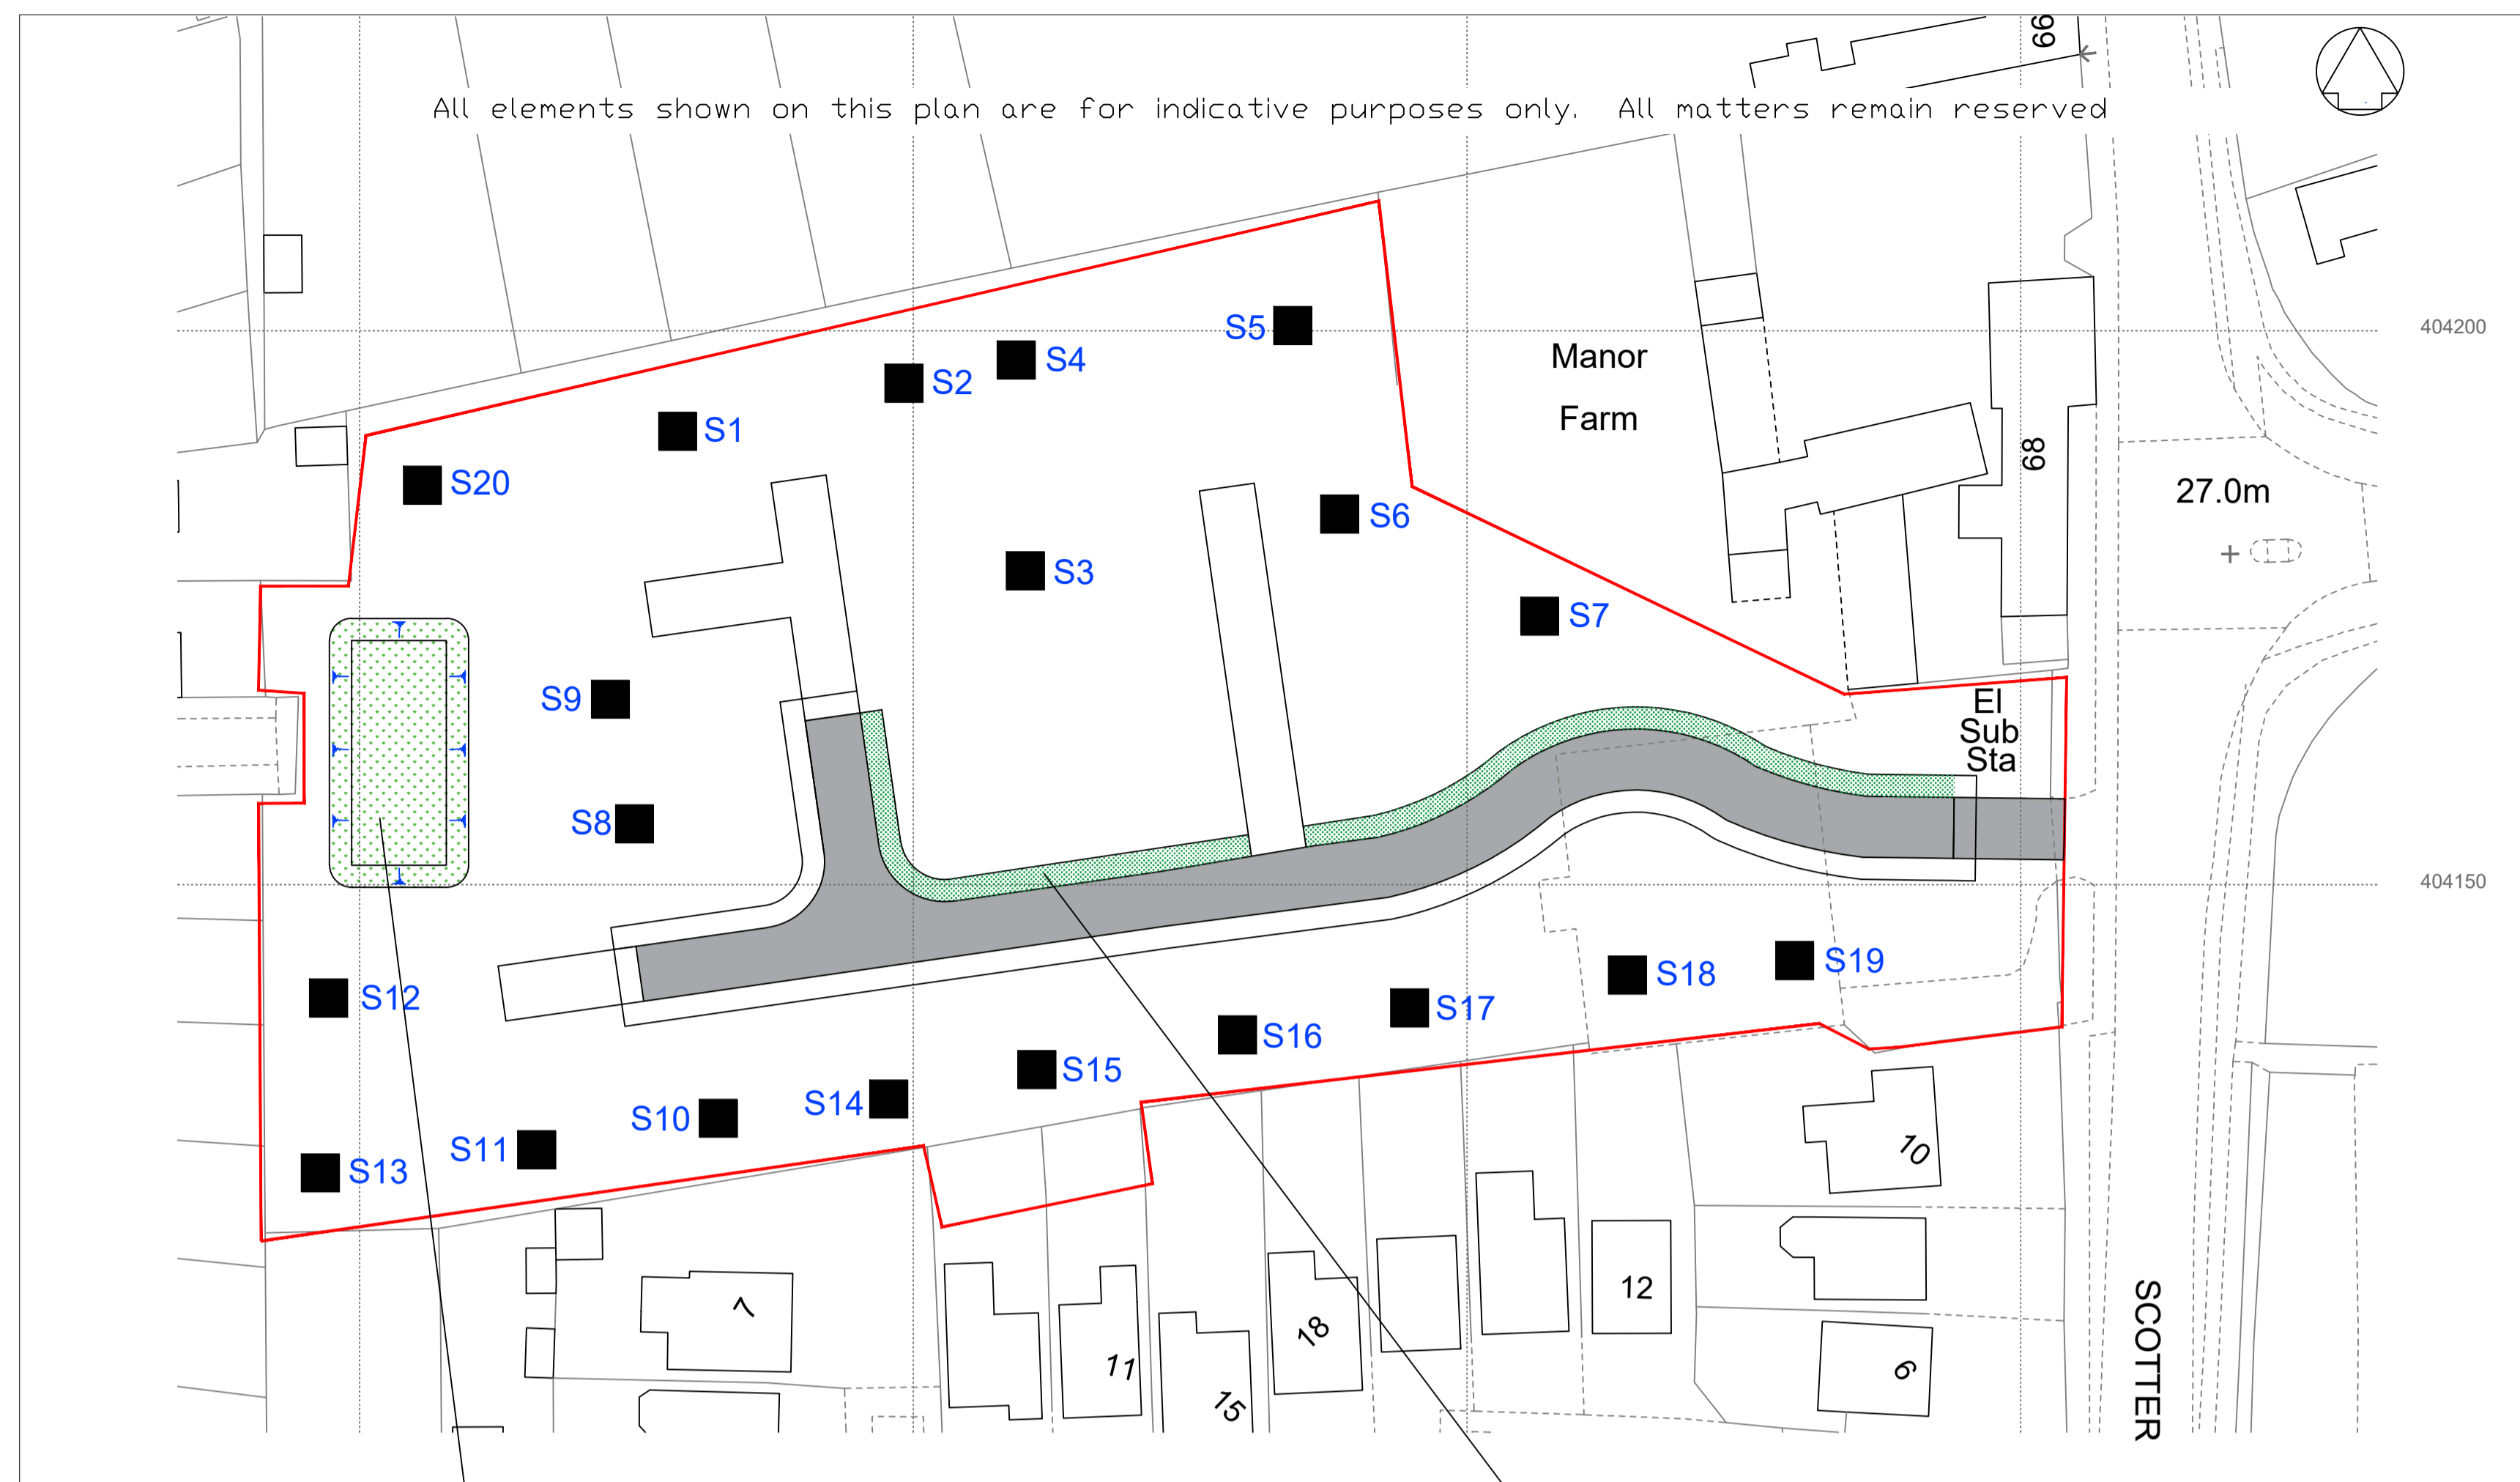 66
All elements shown on this plan are for indicative purposes only. All matters remain reserved
404200
S5
Manor
S4
S2
Farm
S1
68
S20
27.0m
S6
S3
S7
S9
El
Sub
Sta
S8
404150
S19
S18
S12
S17
S16
S15
S14
S10
S11
S13
10
12
7
SCOTTER
18
11
6
15